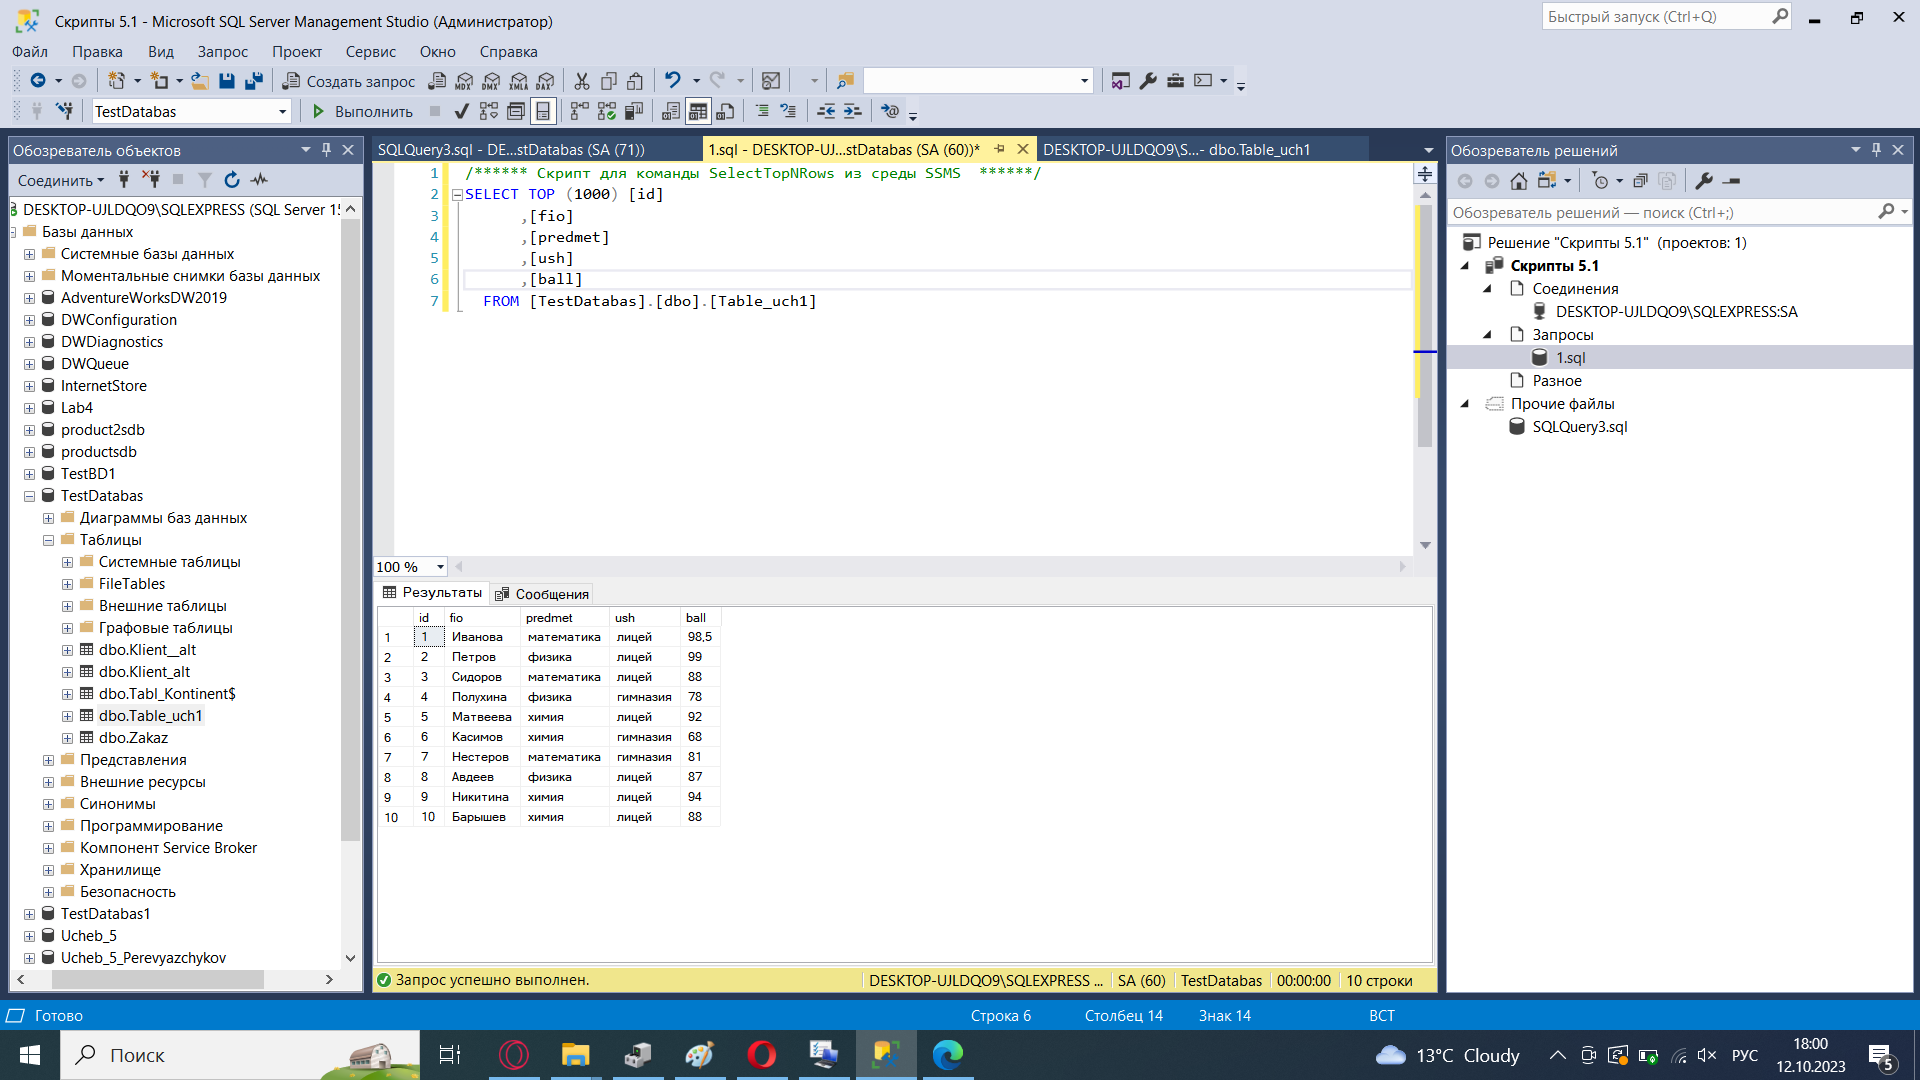 Скрипты 5.1 - Microsoft SQL Server Management Studio (Администратор)
Быстрый запуск (Ctrl+Q)
Файл Правка Вид Запрос Проект Сервис Окно Справка
Создать запрос
MDX DMX XMLA DAX
TestDatabas
Выполнить
Обозреватель объектов
Соединить
DESKTOP-UJLDQO9\SQLEXPRESS (SQL Server 15
Базы данных
Системные базы данных
Моментальные снимки базы данных
AdventureWorksDW2019
DWConfiguration
DWDiagnostics
DWQueue
InternetStore
Lab4
product2sdb
productsdb
TestBD1
TestDatabas
Диаграммы баз данных
Таблицы
Системные таблицы
FileTables
Внешние таблицы
Графовые таблицы
dbo.Klient__alt
dbo.Klient_alt
dbo.Tabl_Kontinent$
dbo.Table_uch1
dbo.Zakaz
Представления
Внешние ресурсы
Синонимы
Программирование
Компонент Service Broker
Хранилище
Безопасность
TestDatabas1
Ucheb_5
Ucheb_5_Perevyazchykov
SQLQuery3.sql - DE...stDatabas (SA (71))
1.sql - DESKTOP-UJ...stDatabas (SA (60))*
DESKTOP-UJLDQO9\S...- dbo.Table_uch1
1 /****** Скрипт для команды SelectTopNRows из среды SSMS ******/
2 SELECT TOP (1000) [id]
3 ,[fio]
4 ,[predmet]
5 ,[ush]
6 ,[ball]
7 FROM [TestDatabas].[dbo].[Table_uch1]
100 %
Результаты Сообщения
id fio predmet ush ball
1 1 Иванова математика лицей 98,5
2 2 Петров физика лицей 99
3 3 Сидоров математика лицей 88
4 4 Полухина физика гимназия 78
5 5 Матвеева химия лицей 92
6 6 Касимов химия гимназия 68
7 7 Нестеров математика гимназия 81
8 8 Авдеев физика лицей 87
9 9 Никитина химия лицей 94
10 10 Барышев химия лицей 88
Запрос успешно выполнен.
DESKTOP-UJLDQO9\SQLEXPRESS ... SA (60) TestDatabas 00:00:00 10 строки
Обозреватель решений
Обозреватель решений — поиск (Ctrl+;)
Решение "Скрипты 5.1" (проектов: 1)
Скрипты 5.1
Соединения
DESKTOP-UJLDQO9\SQLEXPRESS:SA
Запросы
1.sql
Разное
Прочие файлы
SQLQuery3.sql
Готово
Строка 6 Столбец 14 Знак 14 ВСТ
Поиск
13°C Cloudy
РУС
18:00
12.10.2023
5